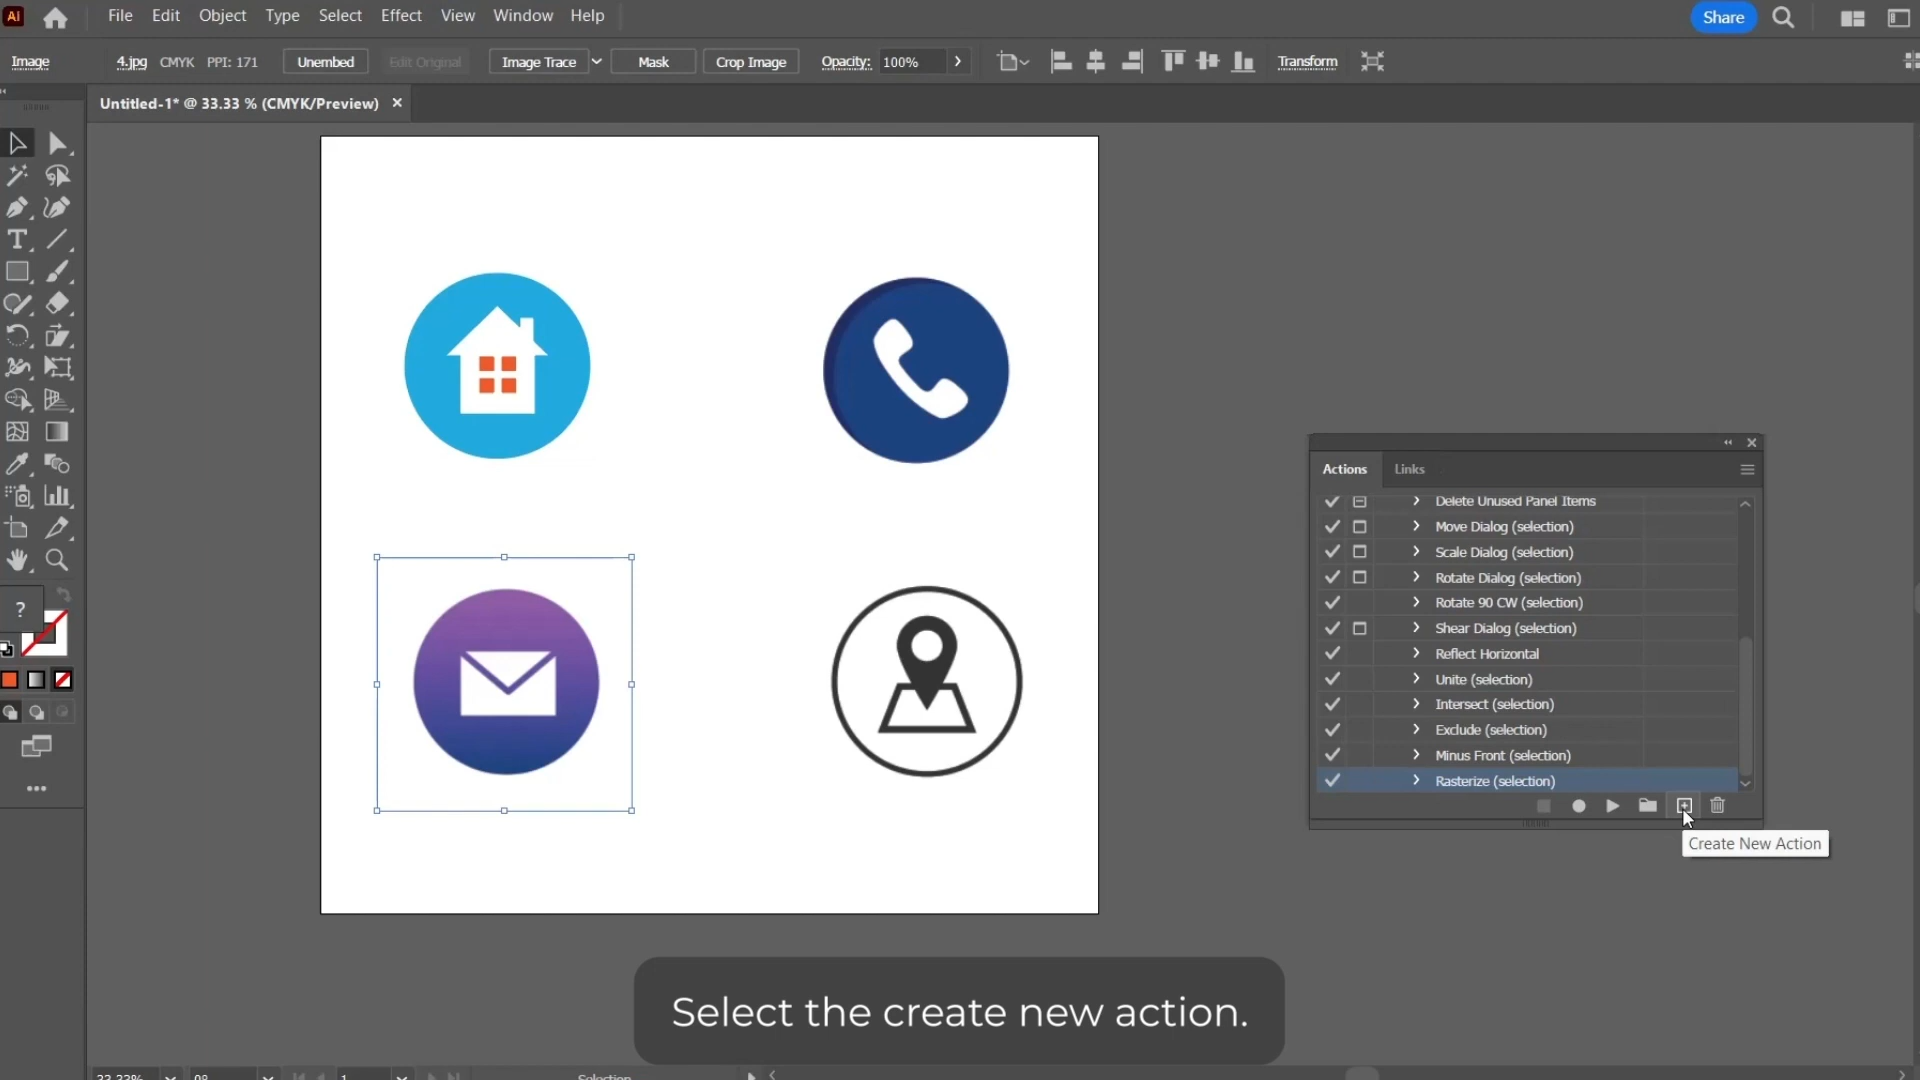 Ai
File Edit Object Type Select Effect View Window Help
Share
Image 4.jpg CMYK PPI: 171 Unembed Edit Original Image Trace Mask Crop Image Opacity: 100% Transform
Untitled-1* @ 33.33 % (CMYK/Preview)
?
Actions Links
Delete Unused Panel Items
Move Dialog (selection)
Scale Dialog (selection)
Rotate Dialog (selection)
Rotate 90 CW (selection)
Shear Dialog (selection)
Reflect Horizontal
Unite (selection)
Intersect (selection)
Exclude (selection)
Minus Front (selection)
Rasterize (selection)
Create New Action
Select the create new action.
33.33% 0° 1 Selection